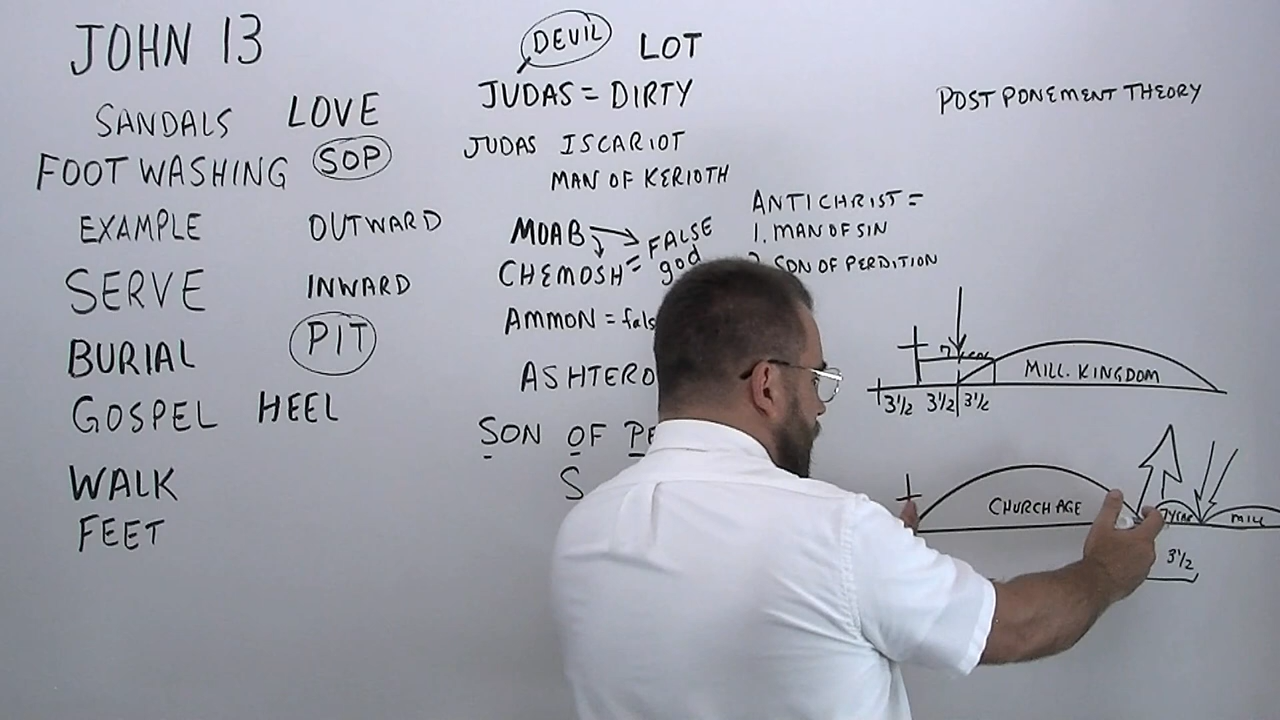 JOHN 13
SANDALS LOVE
FOOT WASHING SOP
EXAMPLE OUTWARD
SERVE INWARD
BURIAL PIT
GOSPEL HEEL
WALK
FEET
DEVIL LOT
JUDAS = DIRTY
JUDAS ISCARIOT
MAN OF KERIOTH
MOAB FALSE
CHEMOSH = god
AMMON =
SON OF
S
POSTPONEMENT THEORY
ANTICHRIST =
1. MAN OF SIN
SON OF PERDITION
MILL. KINGDOM
3½ 3½ 3½
CHURCH AGE 7 YEAR MILL
3½